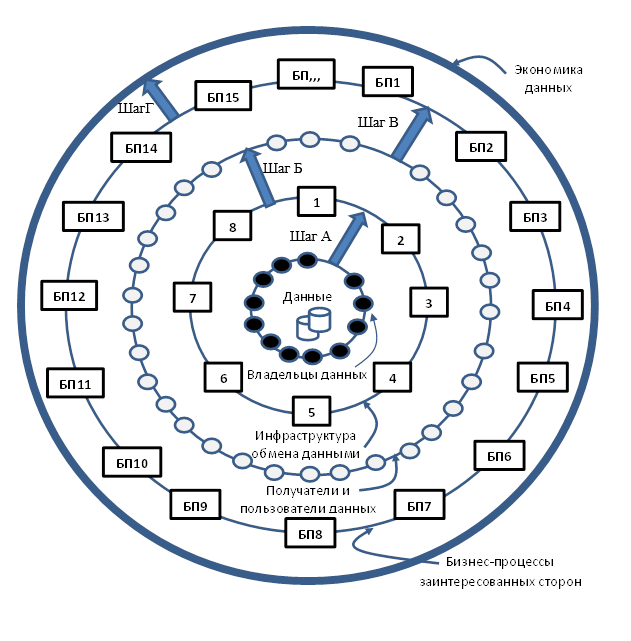 Экономика
данных
БП,,,
БП1
БП15
ШагГ
Шаг В
БП14
БП2
Шаг Б
1
БП13
8
БП3
Шаг А
2
Данные
БП12
7
3
БП4
Владельцы данных
БП11
6
4
БП5
5
Инфраструктура
обмена данными
БП10
БП6
Получатели и
пользователи данных
БП9
БП7
БП8
Бизнес-процессы
заинтересованных сторон